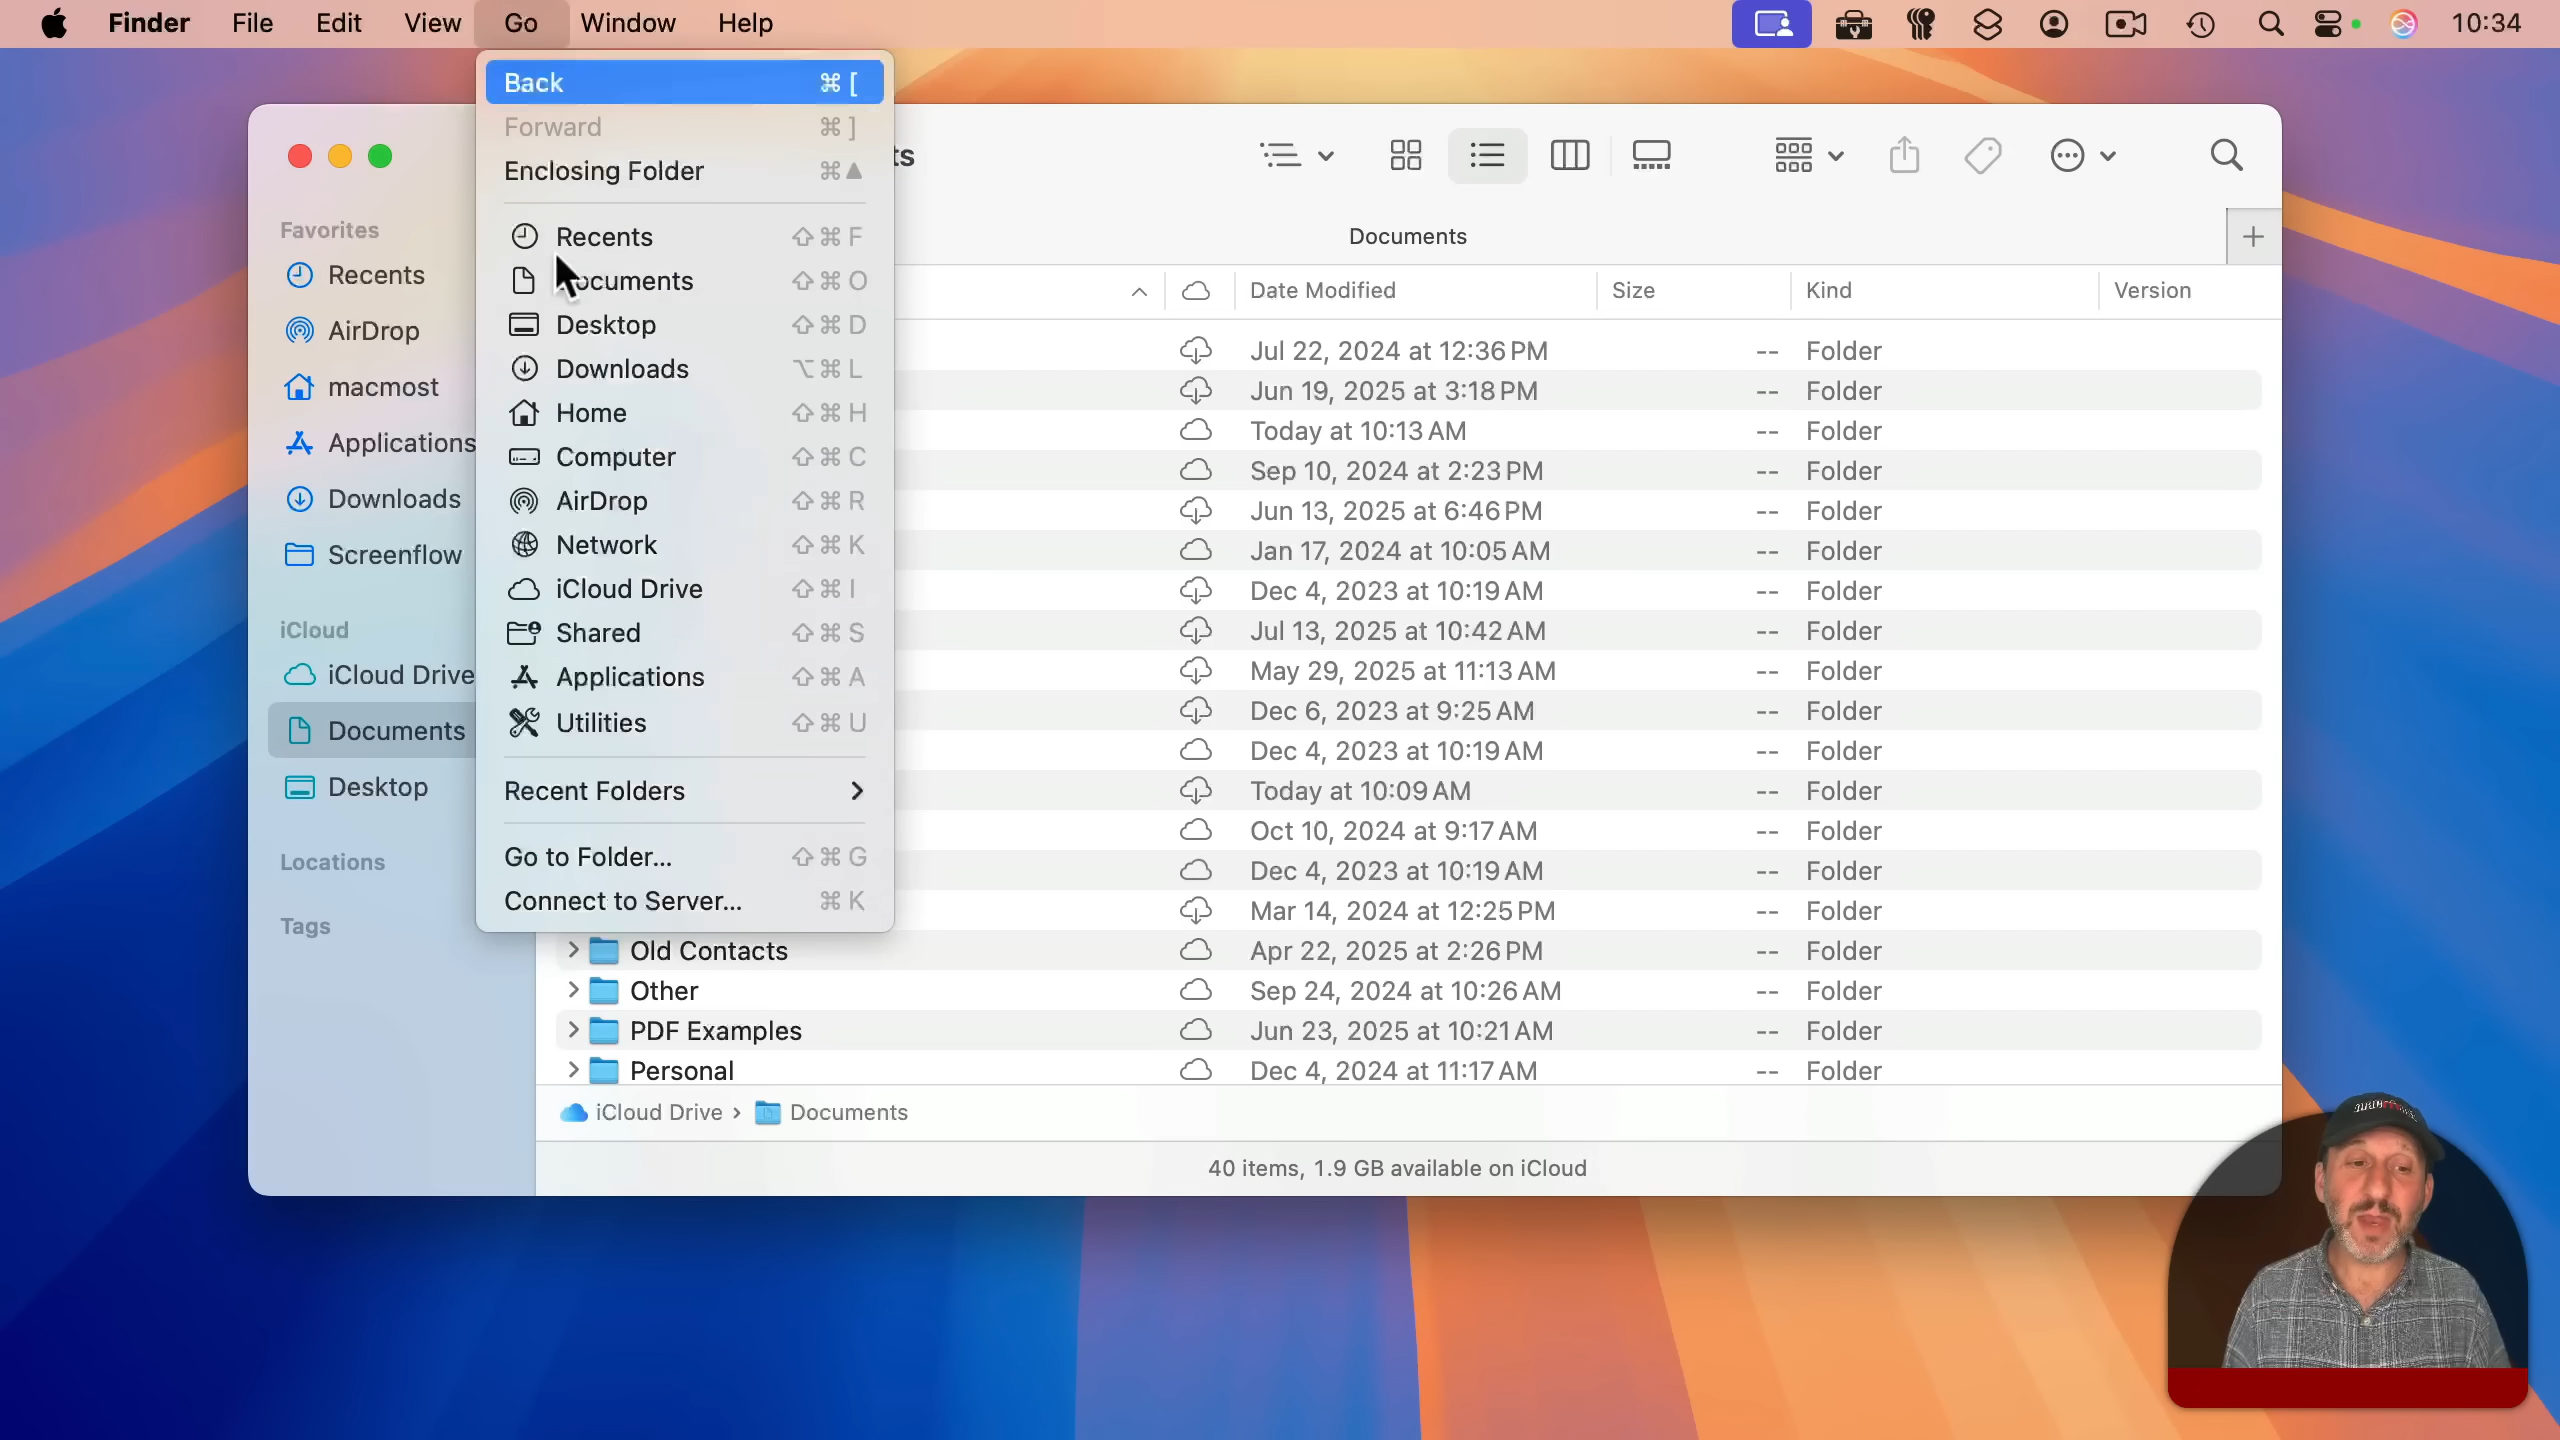 Finder File Edit View Go Window Help 10:34
Back ⌘ [
Forward ⌘ ]
Enclosing Folder ⌘▲
Recents ⇧⌘ F
ocuments ⇧⌘ O
Desktop ⇧⌘ D
Downloads ⌥⌘ L
Home ⇧⌘ H
Computer ⇧⌘ C
AirDrop ⇧⌘ R
Network ⇧⌘ K
iCloud Drive ⇧⌘ I
Shared ⇧⌘ S
Applications ⇧⌘ A
Utilities ⇧⌘ U
Recent Folders
Go to Folder... ⇧⌘ G
Connect to Server... ⌘ K
Favorites
Recents
AirDrop
macmost
Applications
Downloads
Screenflow
iCloud
iCloud Drive
Documents
Desktop
Locations
Tags
ts
Documents
Date Modified Size Kind Version
Jul 22, 2024 at 12:36 PM -- Folder
Jun 19, 2025 at 3:18 PM -- Folder
Today at 10:13 AM -- Folder
Sep 10, 2024 at 2:23 PM -- Folder
Jun 13, 2025 at 6:46 PM -- Folder
Jan 17, 2024 at 10:05 AM -- Folder
Dec 4, 2023 at 10:19 AM -- Folder
Jul 13, 2025 at 10:42 AM -- Folder
May 29, 2025 at 11:13 AM -- Folder
Dec 6, 2023 at 9:25 AM -- Folder
Dec 4, 2023 at 10:19 AM -- Folder
Today at 10:09 AM -- Folder
Oct 10, 2024 at 9:17 AM -- Folder
Dec 4, 2023 at 10:19 AM -- Folder
Mar 14, 2024 at 12:25 PM -- Folder
Old Contacts Apr 22, 2025 at 2:26 PM -- Folder
Other Sep 24, 2024 at 10:26 AM -- Folder
PDF Examples Jun 23, 2025 at 10:21 AM -- Folder
Personal Dec 4, 2024 at 11:17 AM -- Folder
iCloud Drive › Documents
40 items, 1.9 GB available on iCloud